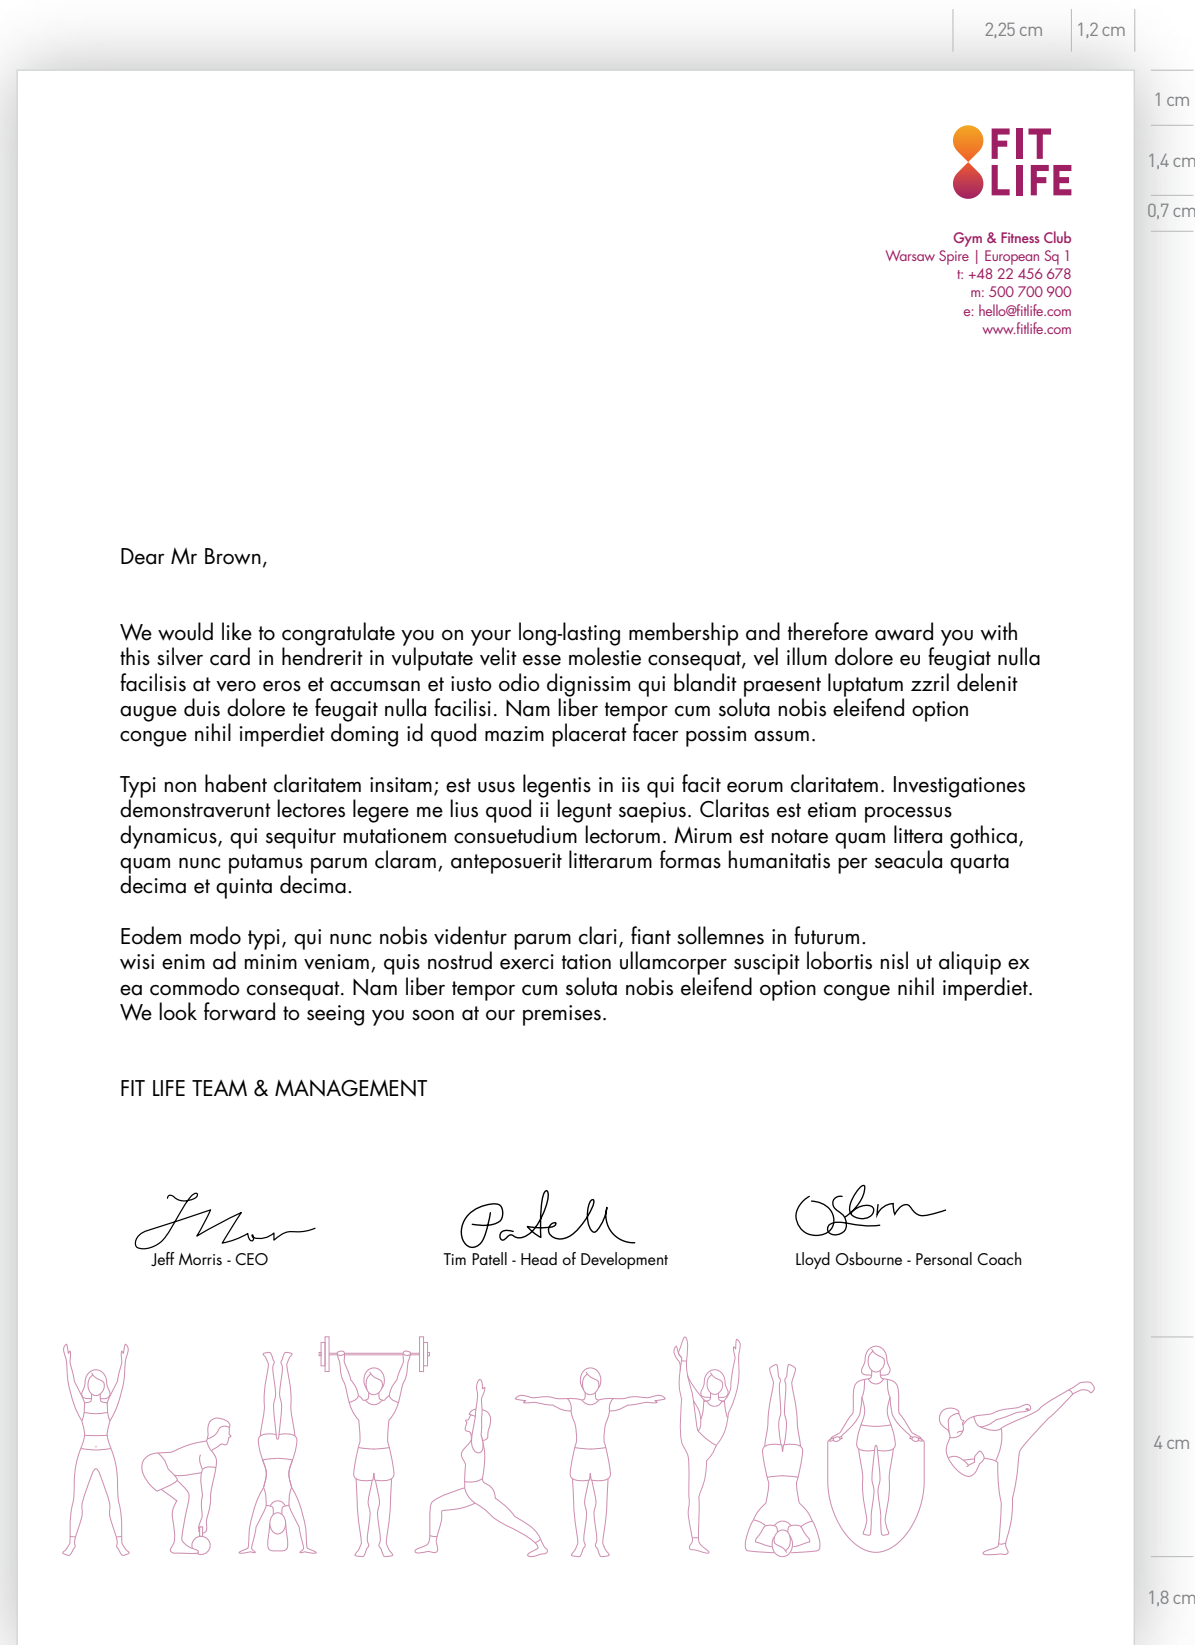 2,25 cm
1,2 cm
1 cm
1,4 cm
0,7 cm
FIT
LIFE
Gym & Fitness Club
Warsaw Spire | European Sq 1
t: +48 22 456 678
m: 500 700 900
e: hello@fitlife.com
www.fitlife.com
Dear Mr Brown,
We would like to congratulate you on your long-lasting membership and therefore award you with
this silver card in hendrerit in vulputate velit esse molestie consequat, vel illum dolore eu feugiat nulla
facilisis at vero eros et accumsan et iusto odio dignissim qui blandit praesent luptatum zzril delenit
augue duis dolore te feugait nulla facilisi. Nam liber tempor cum soluta nobis eleifend option
congue nihil imperdiet doming id quod mazim placerat facer possim assum.
Typi non habent claritatem insitam; est usus legentis in iis qui facit eorum claritatem. Investigationes
demonstraverunt lectores legere me lius quod ii legunt saepius. Claritas est etiam processus
dynamicus, qui sequitur mutationem consuetudium lectorum. Mirum est notare quam littera gothica,
quam nunc putamus parum claram, anteposuerit litterarum formas humanitatis per seacula quarta
decima et quinta decima.
Eodem modo typi, qui nunc nobis videntur parum clari, fiant sollemnes in futurum.
wisi enim ad minim veniam, quis nostrud exerci tation ullamcorper suscipit lobortis nisl ut aliquip ex
ea commodo consequat. Nam liber tempor cum soluta nobis eleifend option congue nihil imperdiet.
We look forward to seeing you soon at our premises.
FIT LIFE TEAM & MANAGEMENT
Patell
Jeff Morris - CEO
Tim Patell - Head of Development
Lloyd Osbourne - Personal Coach
4 cm
1,8 cm